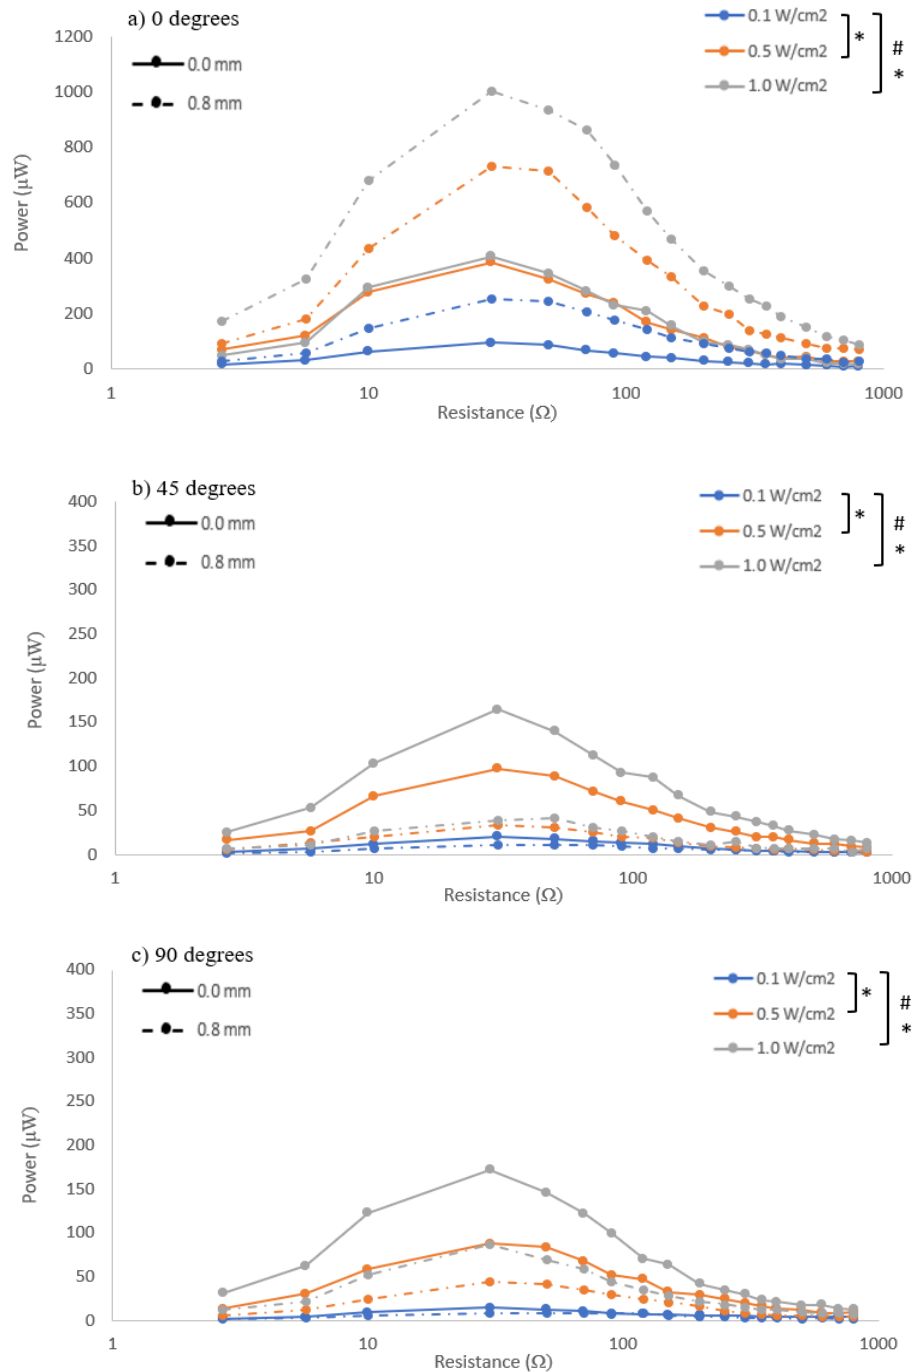 a) 0 degrees
0.1 W/cm2
0.5 W/cm2
1.0 W/cm2
*
#
*
0.0 mm
0.8 mm
1200
1000
800
600
400
200
0
Power (µW)
1
10
100
1000
Resistance (Ω)
b) 45 degrees
0.1 W/cm2
0.5 W/cm2
1.0 W/cm2
*
#
*
0.0 mm
0.8 mm
400
350
300
250
200
150
100
50
0
Power (µW)
1
10
100
1000
Resistance (Ω)
c) 90 degrees
0.1 W/cm2
0.5 W/cm2
1.0 W/cm2
*
#
*
0.0 mm
0.8 mm
400
350
300
250
200
150
100
50
0
Power (µW)
1
10
100
1000
Resistance (Ω)